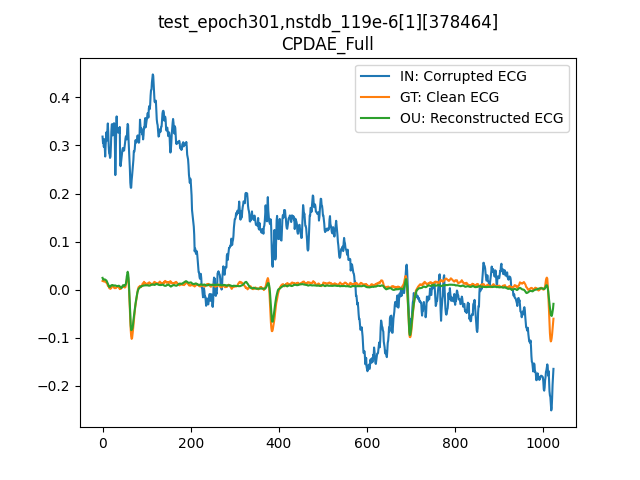 test_epoch301,nstdb_119e-6[1][378464]
CPDAE_Full
IN: Corrupted ECG
GT: Clean ECG
OU: Reconstructed ECG
0.4
0.3
0.2
0.1
0.0
−0.1
−0.2
0 200 400 600 800 1000